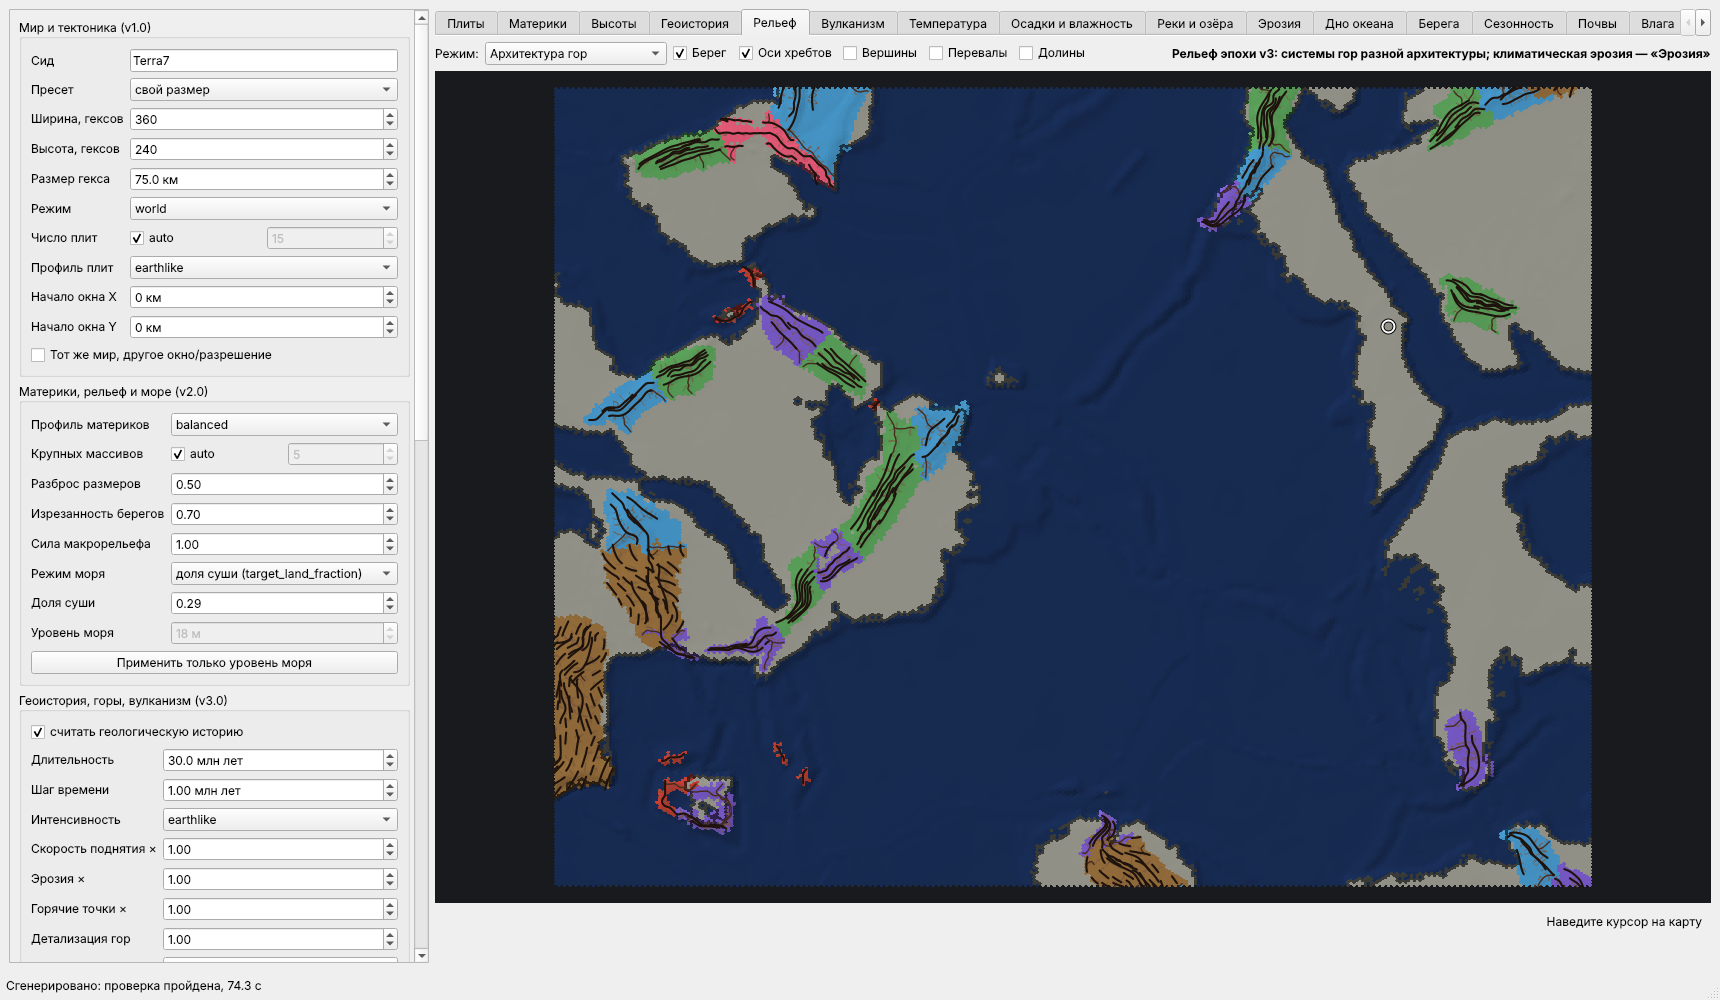 Мир и тектоника (v1.0)
Сид
Terra7
Пресет
свой размер
Ширина, гексов
360
Высота, гексов
240
Размер гекса
75.0 км
Режим
world
Число плит
auto
15
Профиль плит
earthlike
Начало окна X
0 км
Начало окна Y
0 км
Тот же мир, другое окно/разрешение
Материки, рельеф и море (v2.0)
Профиль материков
balanced
Крупных массивов
auto
5
Разброс размеров
0.50
Изрезанность берегов
0.70
Сила макрорельефа
1.00
Режим моря
доля суши (target_land_fraction)
Доля суши
0.29
Уровень моря
18 м
Применить только уровень моря
Геоистория, горы, вулканизм (v3.0)
считать геологическую историю
Длительность
30.0 млн лет
Шаг времени
1.00 млн лет
Интенсивность
earthlike
Скорость поднятия ×
1.00
Эрозия ×
1.00
Горячие точки ×
1.00
Детализация гор
1.00
Сгенерировано: проверка пройдена, 74.3 с
Плиты Материки Высоты Геоистория Рельеф Вулканизм Температура Осадки и влажность Реки и озёра Эрозия Дно океана Берега Сезонность Почвы Влага
Режим: Архитектура гор Берег Оси хребтов Вершины Перевалы Долины Рельеф эпохи v3: системы гор разной архитектуры; климатическая эрозия — «Эрозия»
Наведите курсор на карту